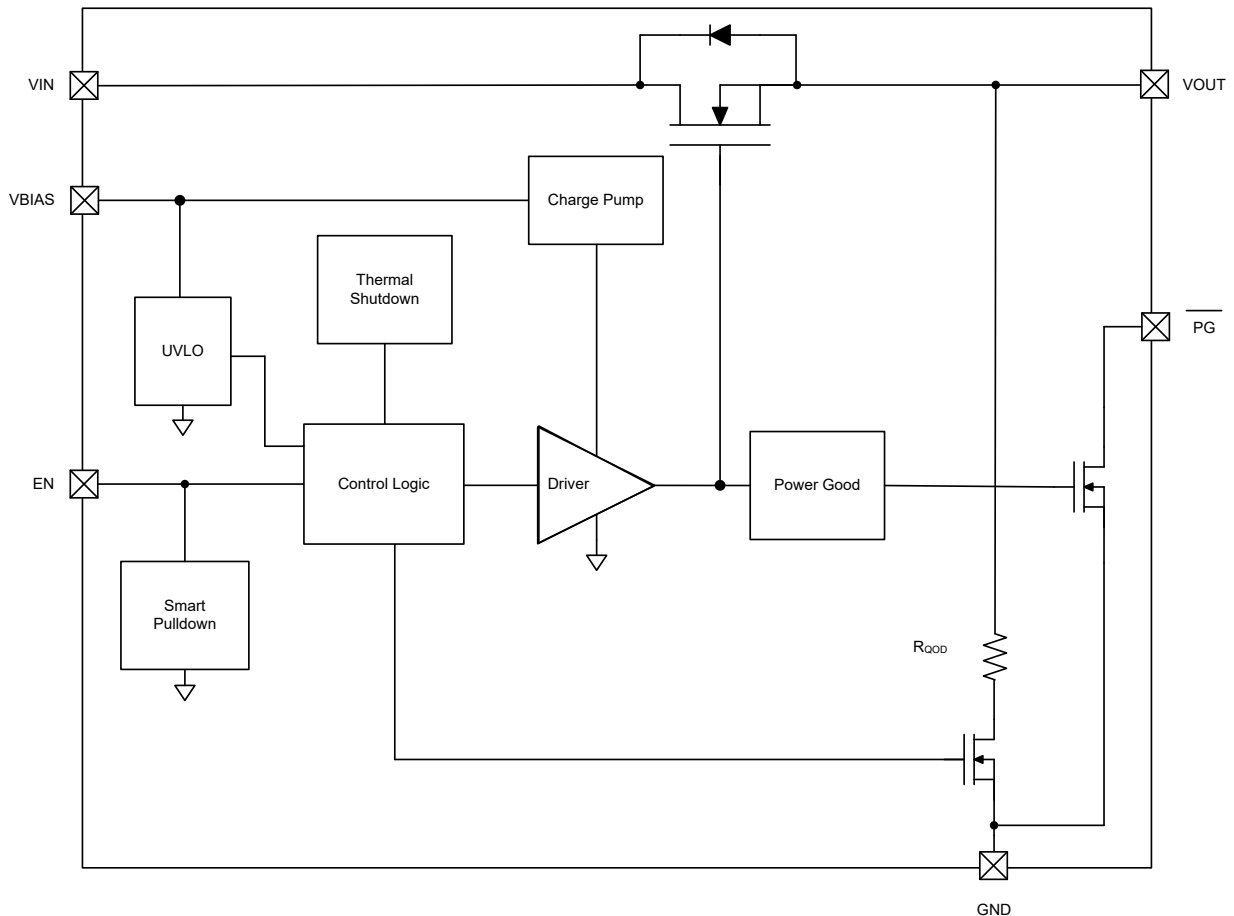 VIN
VOUT
VBIAS
Charge Pump
Thermal
Shutdown
PG
UVLO
EN
Control Logic
Driver
Power Good
Smart
Pulldown
RQOD
GND